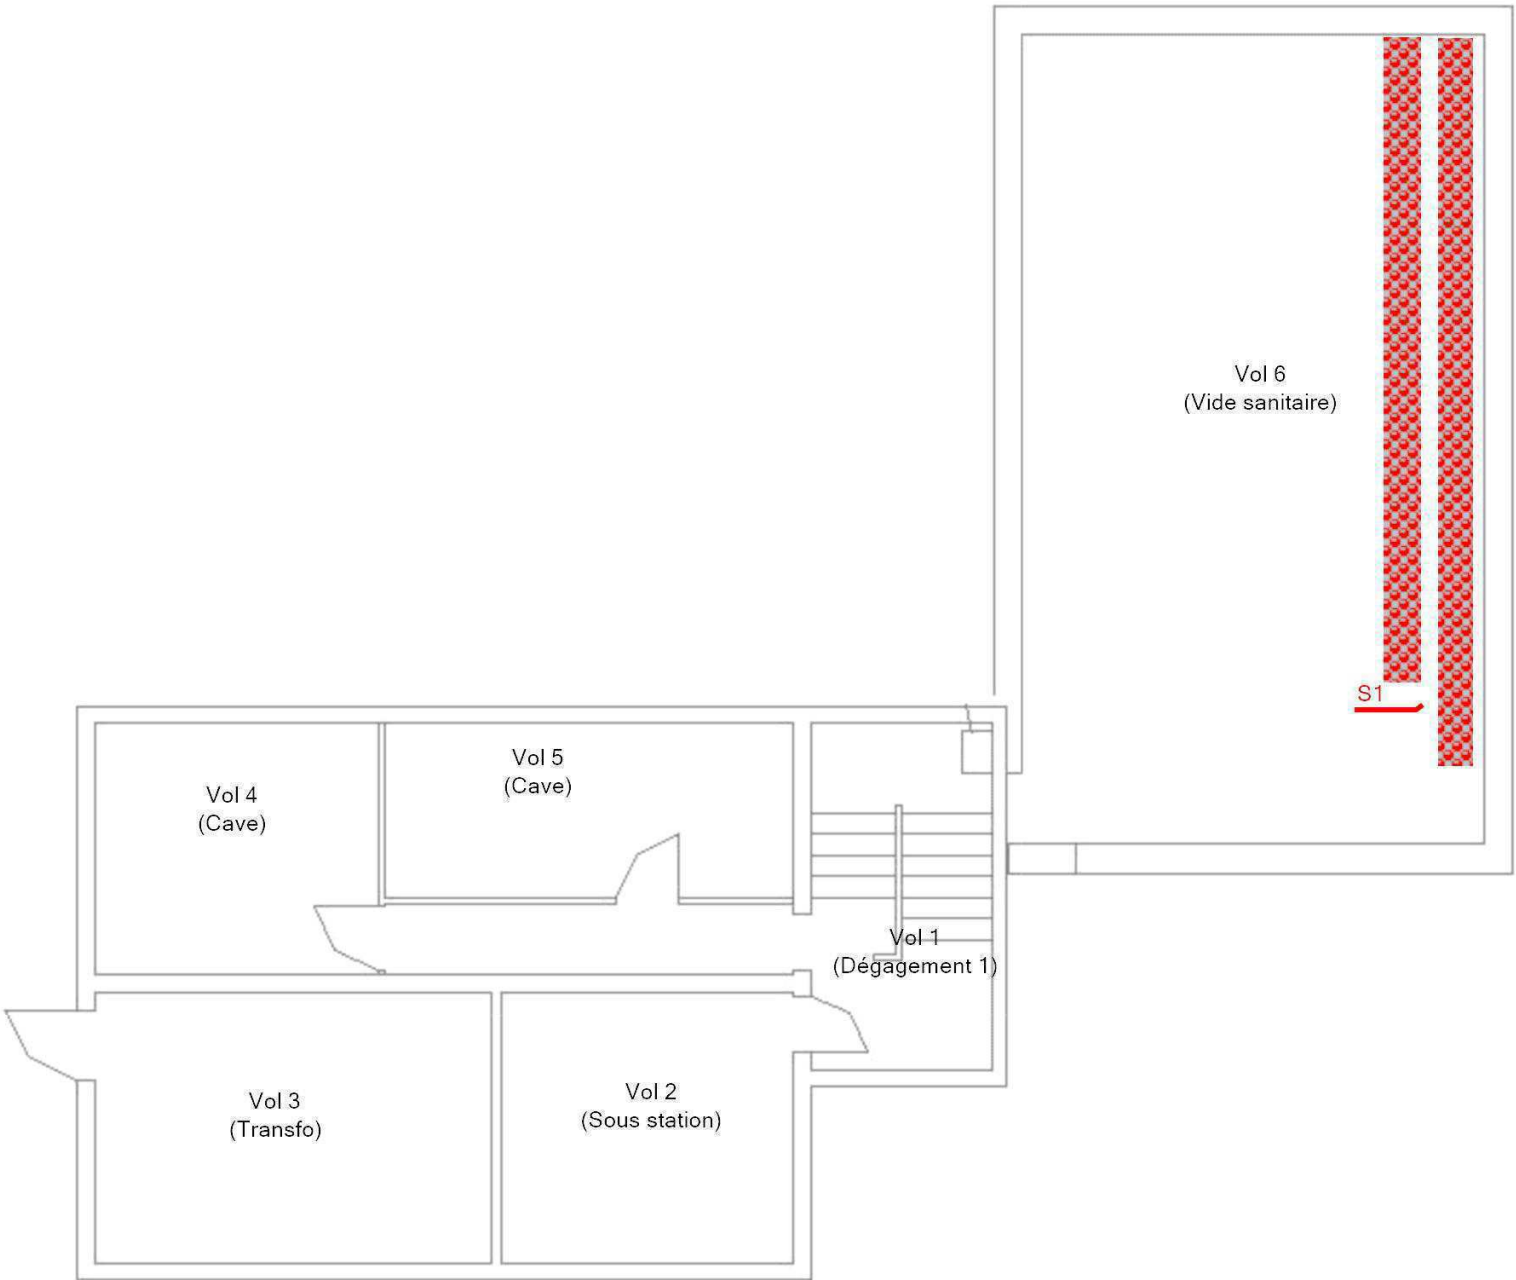 Vol 6
(Vide sanitaire)
S1
Vol 5
(Cave)
Vol 4
(Cave)
Vol 1
(Dégagement 1)
Vol 2
(Sous station)
Vol 3
(Transfo)